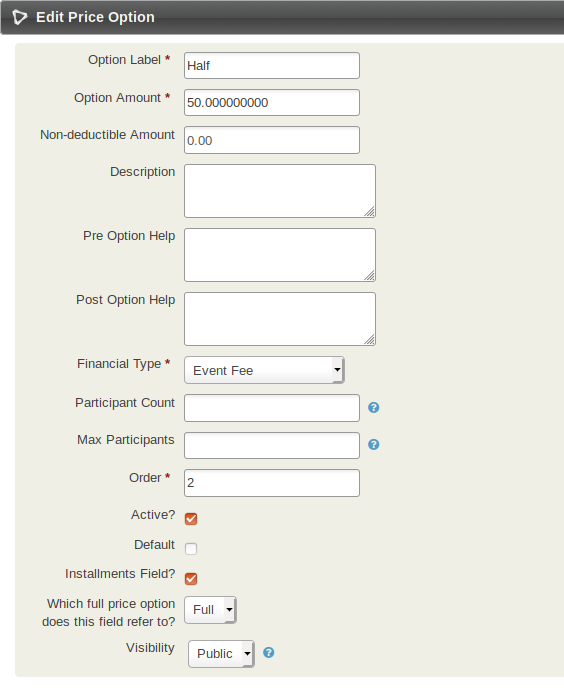 Edit Price Option
Option Label * Half
Option Amount * 50.000000000
Non-deductible Amount 0.00
Description
Pre Option Help
Post Option Help
Financial Type * Event Fee
Participant Count ?
Max Participants ?
Order * 2
Active?
Default
Installments Field?
Which full price option
does this field refer to? Full
Visibility Public ?